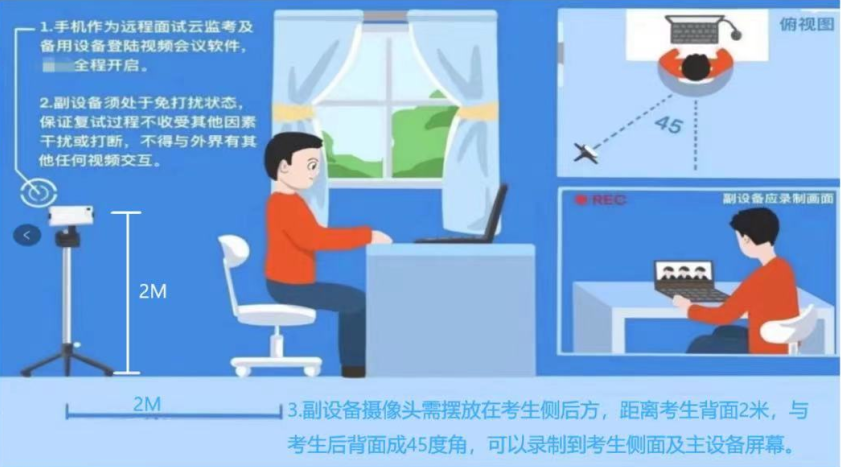 1.手机作为远程面试云监考及
备用设备登陆视频会议软件，
全程开启。
2.副设备须处于免打扰状态，
保证复试过程不收受其他因素
干扰或打断，不得与外界有其
他任何视频交互。
俯视图
45
REC
副设备应录制画面
2M
2M
3.副设备摄像头需摆放在考生侧后方，距离考生背面2米，与
考生后背面成45度角，可以录制到考生侧面及主设备屏幕。